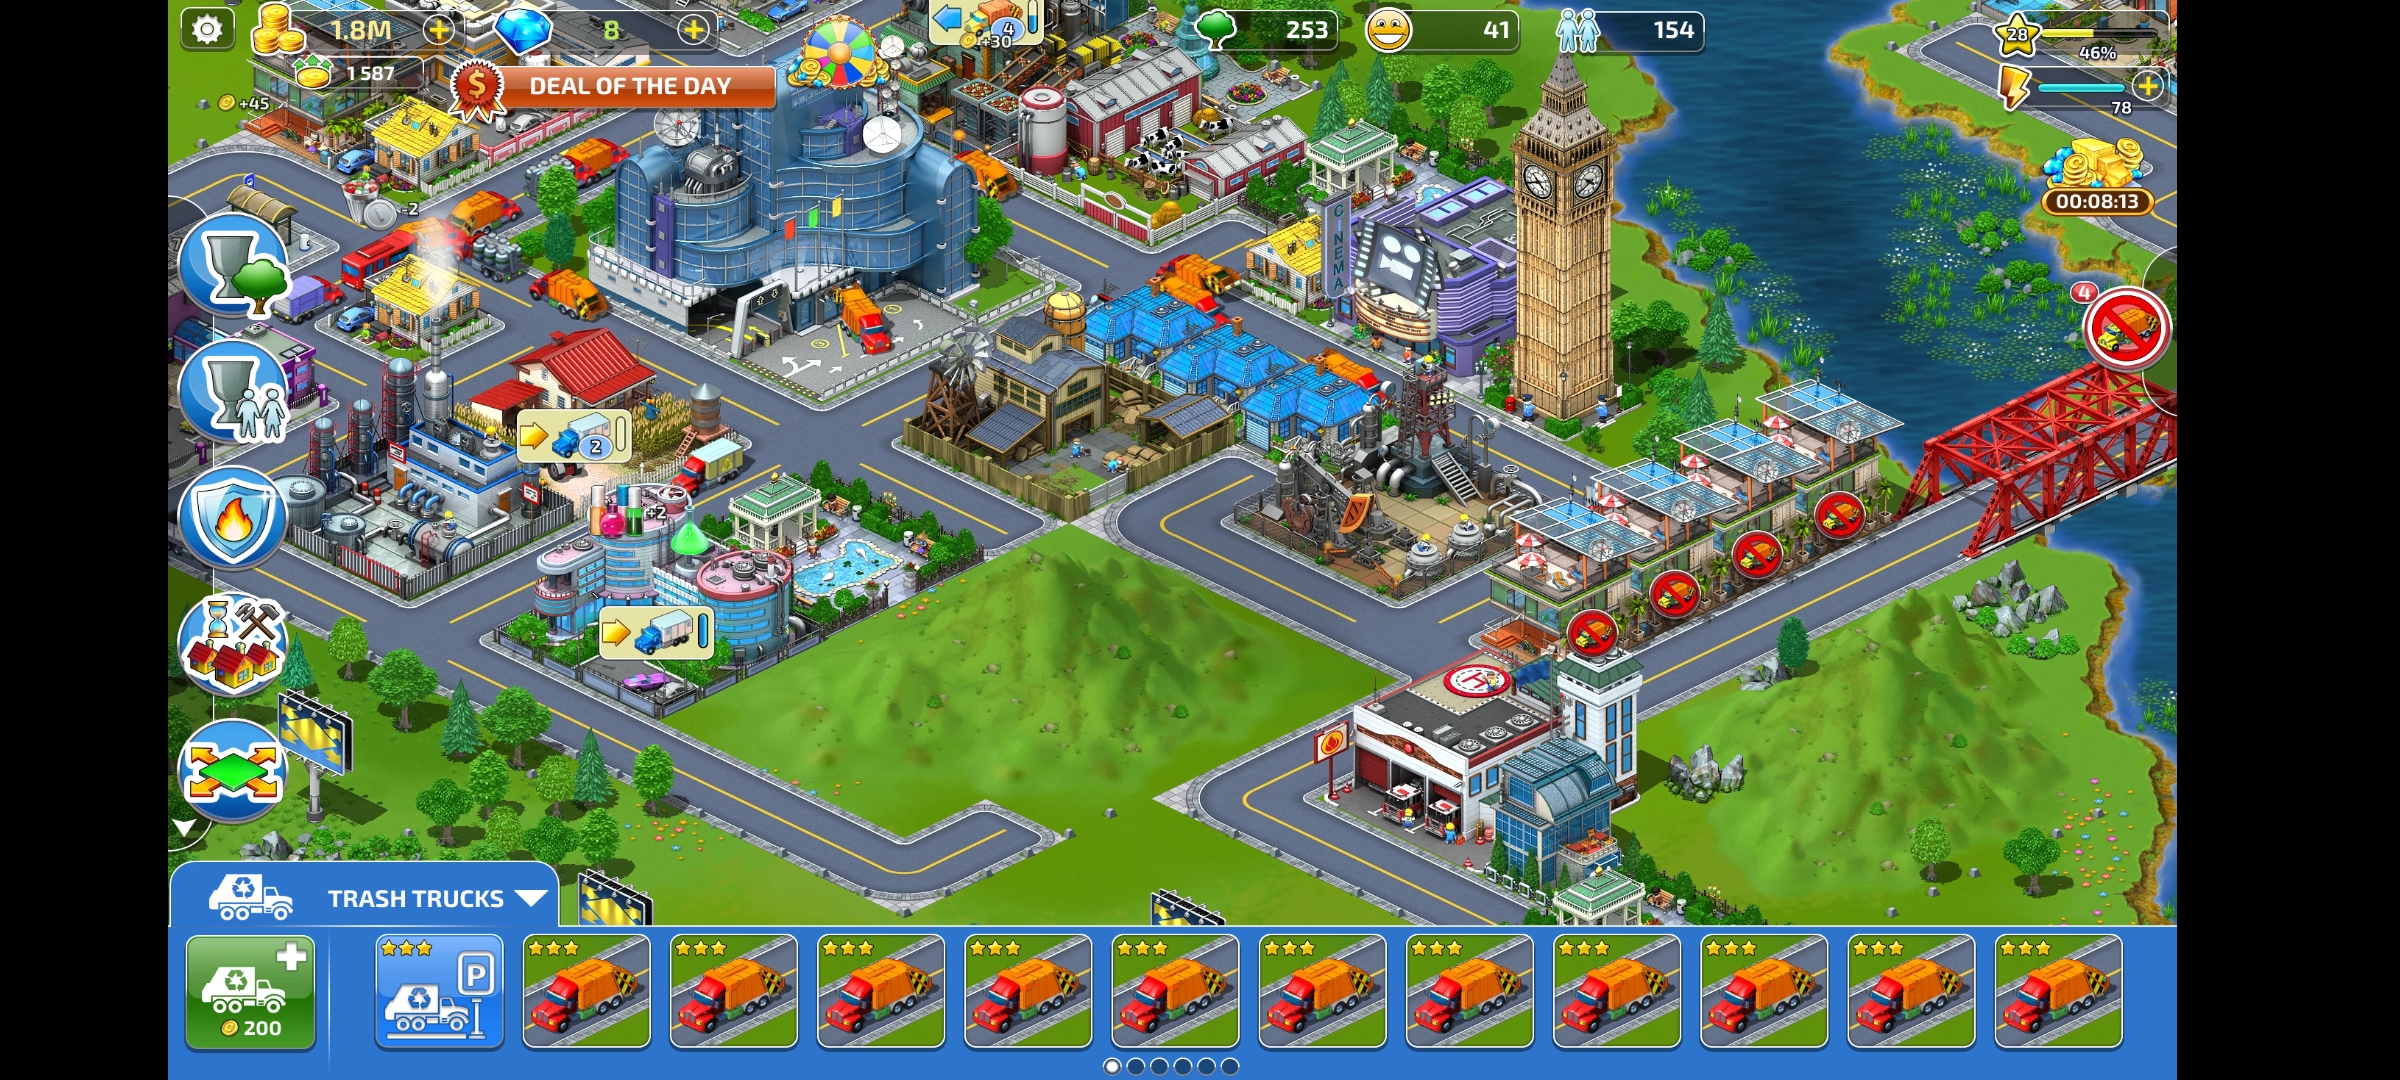 1.8M
8
4
+30
253
41
154
28
46%
1 587
DEAL OF THE DAY
78
+45
-2
00:08:13
CINEMA
4
2
+2
H
TRASH TRUCKS
200
P